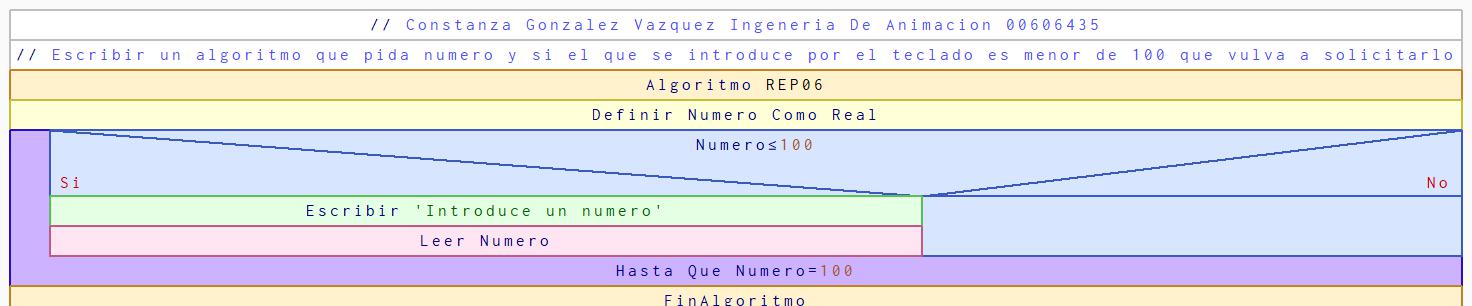 // Constanza Gonzalez Vazquez Ingeneria De Animacion 00606435
// Escribir un algoritmo que pida numero y si el que se introduce por el teclado es menor de 100 que vulva a solicitarlo
Algoritmo REP06
Definir Numero Como Real
Numero≤100
Si
No
Escribir 'Introduce un numero'
Leer Numero
Hasta Que Numero=100
FinAlgoritmo